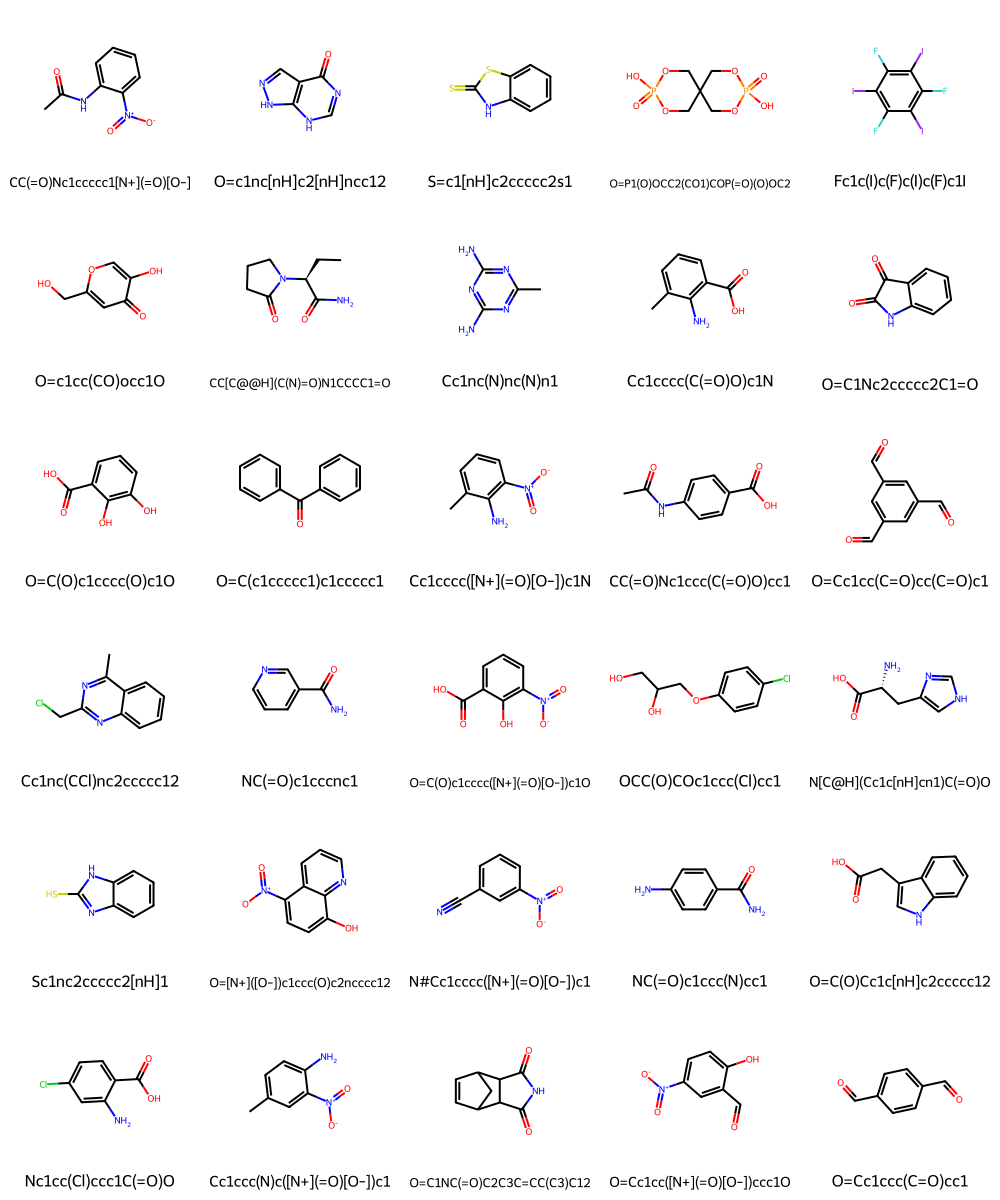 CC(=O)Nc1ccccc1[N+](=O)[O-]
O=c1nc[nH]c2[nH]ncc12
S=c1[nH]c2ccccc2s1
O=P1(O)OCC2(CO1)COP(=O)(O)OC2
Fc1c(I)c(F)c(I)c(F)c1I
O=c1cc(CO)occ1O
CC[C@@H](C(N)=O)N1CCCC1=O
Cc1nc(N)nc(N)n1
Cc1cccc(C(=O)O)c1N
O=C1Nc2ccccc2C1=O
O=C(O)c1cccc(O)c1O
O=C(c1ccccc1)c1ccccc1
Cc1cccc([N+](=O)[O-])c1N
CC(=O)Nc1ccc(C(=O)O)cc1
O=Cc1cc(C=O)cc(C=O)c1
Cc1nc(CCl)nc2ccccc12
NC(=O)c1cccnc1
O=C(O)c1cccc([N+](=O)[O-])c1O
OCC(O)COc1ccc(Cl)cc1
N[C@H](Cc1c[nH]cn1)C(=O)O
Sc1nc2ccccc2[nH]1
O=[N+]([O-])c1ccc(O)c2ncccc12
N#Cc1cccc([N+](=O)[O-])c1
NC(=O)c1ccc(N)cc1
O=C(O)Cc1c[nH]c2ccccc12
Nc1cc(Cl)ccc1C(=O)O
Cc1ccc(N)c([N+](=O)[O-])c1
O=C1NC(=O)C2C3C=CC(C3)C12
O=Cc1cc([N+](=O)[O-])ccc1O
O=Cc1ccc(C=O)cc1